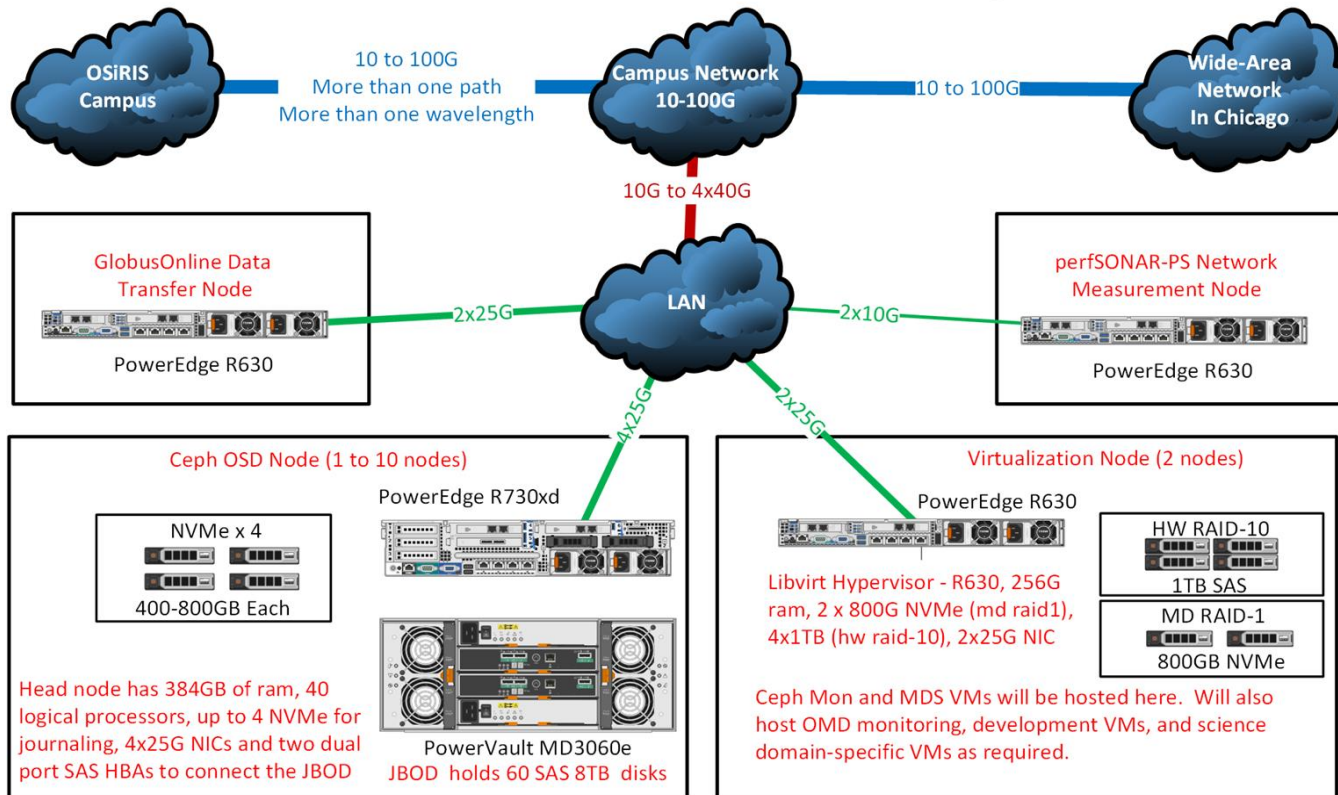 OSiRIS
Campus
10 to 100G
More than one path
More than one wavelength
Campus Network
10-100G
10 to 100G
Wide-Area
Network
In Chicago
10G to 4x40G
GlobusOnline Data
Transfer Node
PowerEdge R630
2x25G
LAN
2x10G
perfSONAR-PS Network
Measurement Node
PowerEdge R630
4x25G
2x25G
Ceph OSD Node (1 to 10 nodes)
PowerEdge R730xd
NVMe x 4
400-800GB Each
Head node has 384GB of ram, 40
logical processors, up to 4 NVMe for
journaling, 4x25G NICs and two dual
port SAS HBAs to connect the JBOD
PowerVault MD3060e
JBOD holds 60 SAS 8TB disks
Virtualization Node (2 nodes)
PowerEdge R630
Libvirt Hypervisor - R630, 256G
ram, 2 x 800G NVMe (md raid1),
4x1TB (hw raid-10), 2x25G NIC
HW RAID-10
1TB SAS
MD RAID-1
800GB NVMe
Ceph Mon and MDS VMs will be hosted here. Will also
host OMD monitoring, development VMs, and science
domain-specific VMs as required.